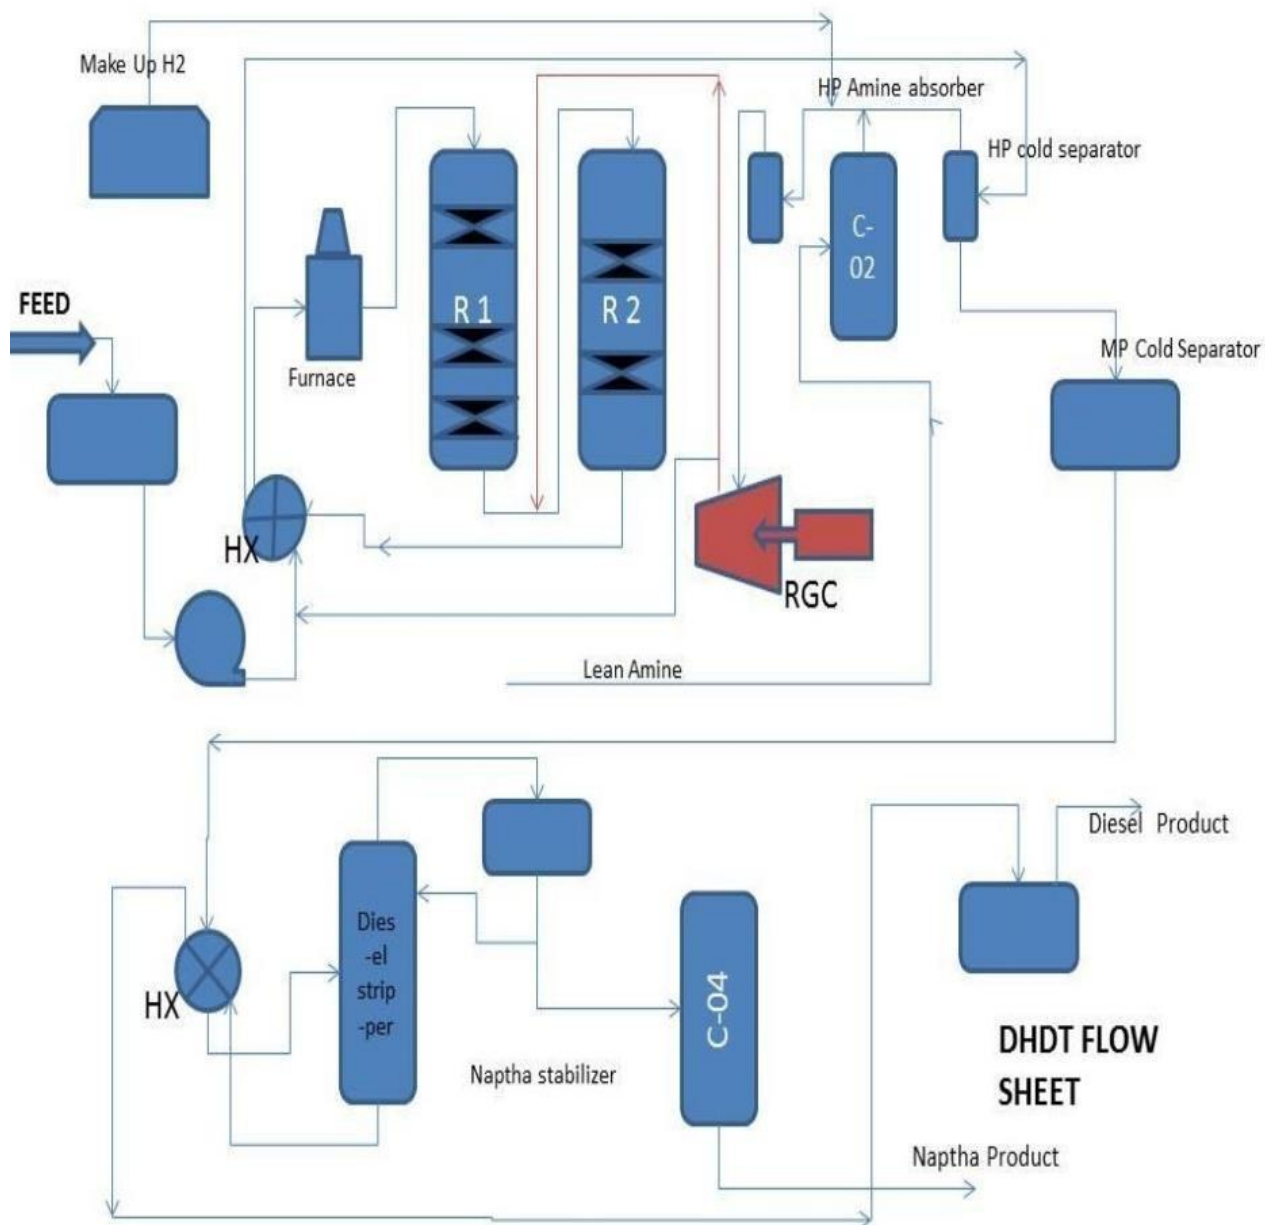 Make Up H2
HP Amine absorber
HP cold separator
C-
02
FEED
R 1
R 2
Furnace
MP Cold Separator
HX
RGC
Lean Amine
Diesel Product
Dies
-el
strip
-per
HX
C-04
Naptha stabilizer
DHDT FLOW
SHEET
Naptha Product